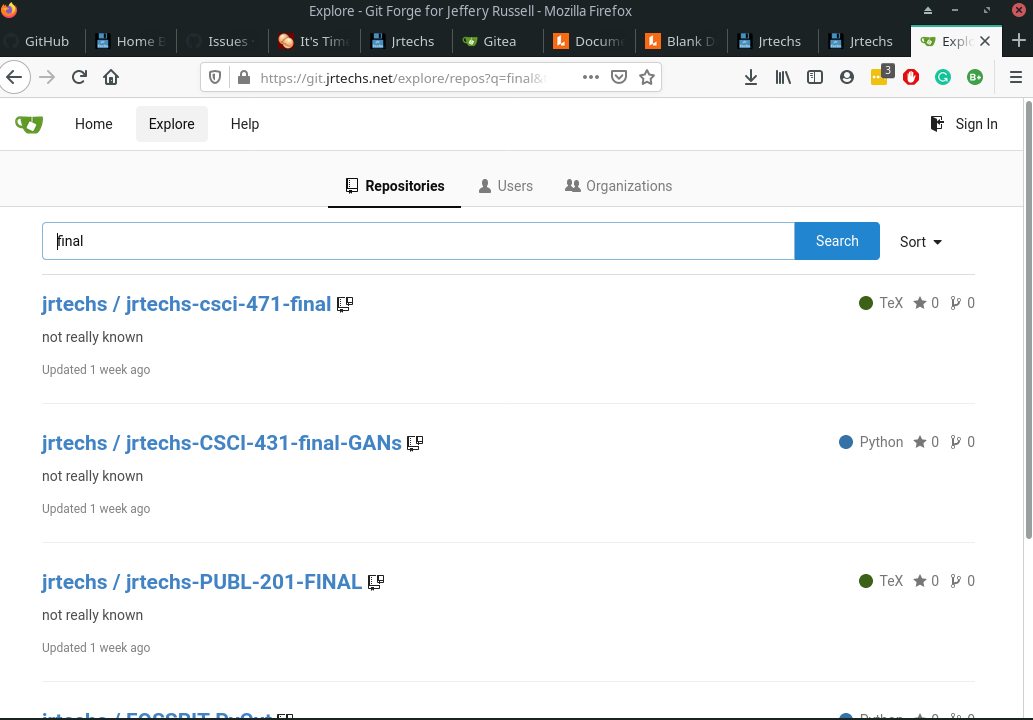 Explore - Git Forge for Jeffery Russell - Mozilla Firefox
GitHub Home Issues It's Tim Jrtechs Gitea Docum Blank D Jrtechs Jrtechs Explo
https://git.jrtechs.net/explore/repos?q=final& 3 B+
Home Explore Help Sign In
Repositories Users Organizations
final Search Sort
jrtechs / jrtechs-csci-471-final TeX 0 0
not really known
Updated 1 week ago
jrtechs / jrtechs-CSCI-431-final-GANs Python 0 0
not really known
Updated 1 week ago
jrtechs / jrtechs-PUBL-201-FINAL TeX 0 0
not really known
Updated 1 week ago